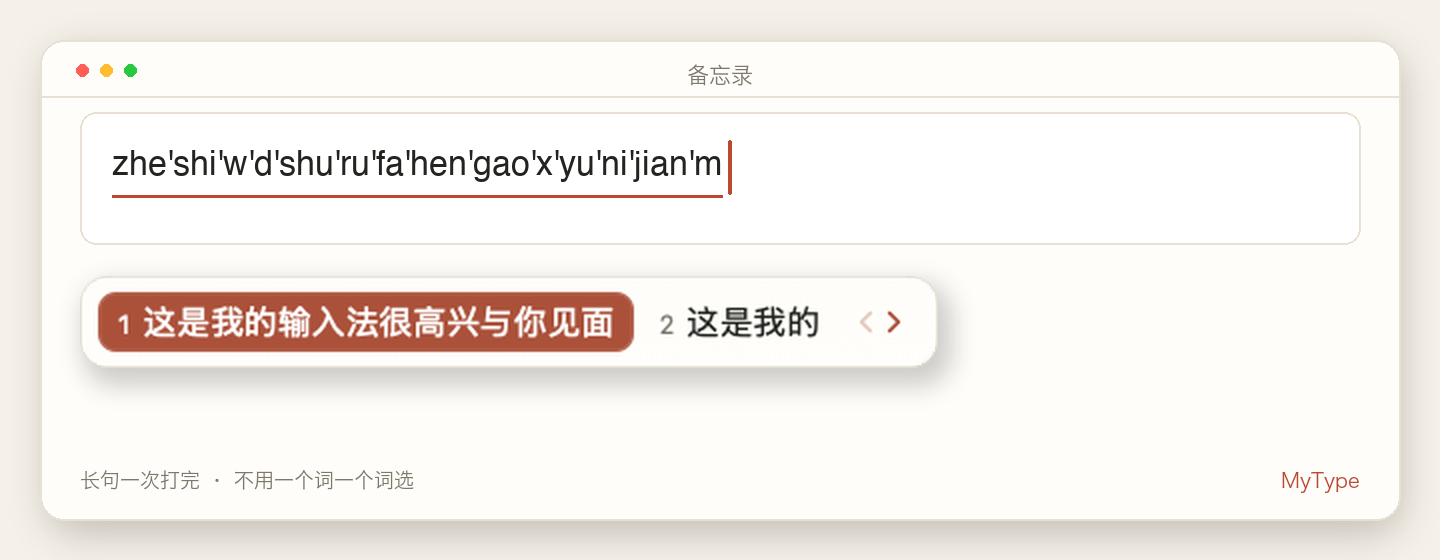 备忘录
zhe'shi'w'd'shu'ru'fa'hen'gao'x'yu'ni'jian'm
1 这是我的输入法很高兴与你见面 2 这是我的 < >
长句一次打完 · 不用一个词一个词选 MyType